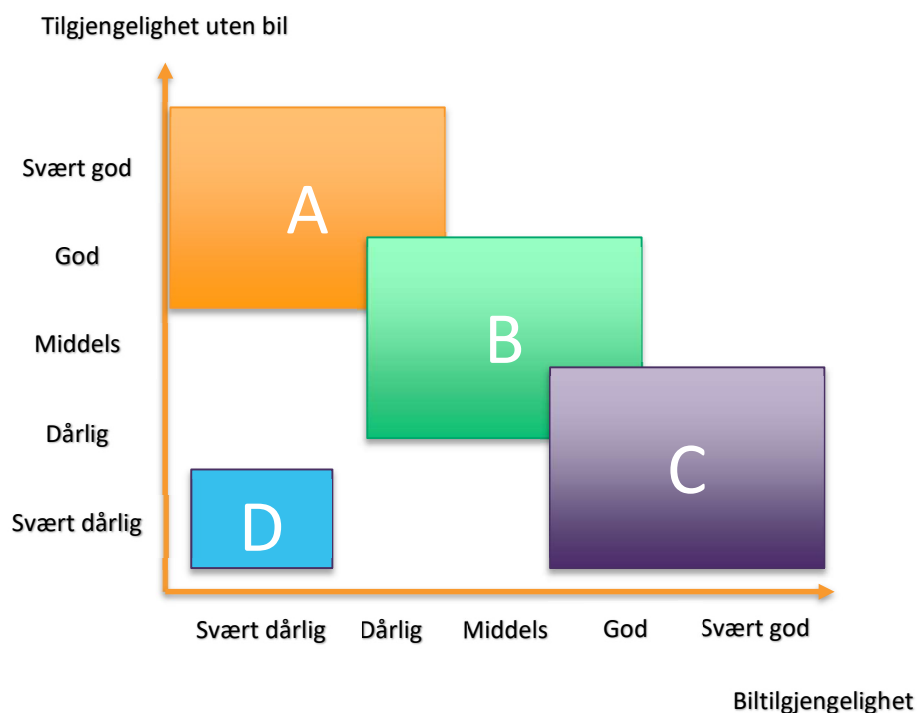 Tilgjengelighet uten bil
Svært god
A
God
B
Middels
Dårlig
C
Svært dårlig
D
Svært dårlig Dårlig Middels God Svært god
Biltilgjengelighet